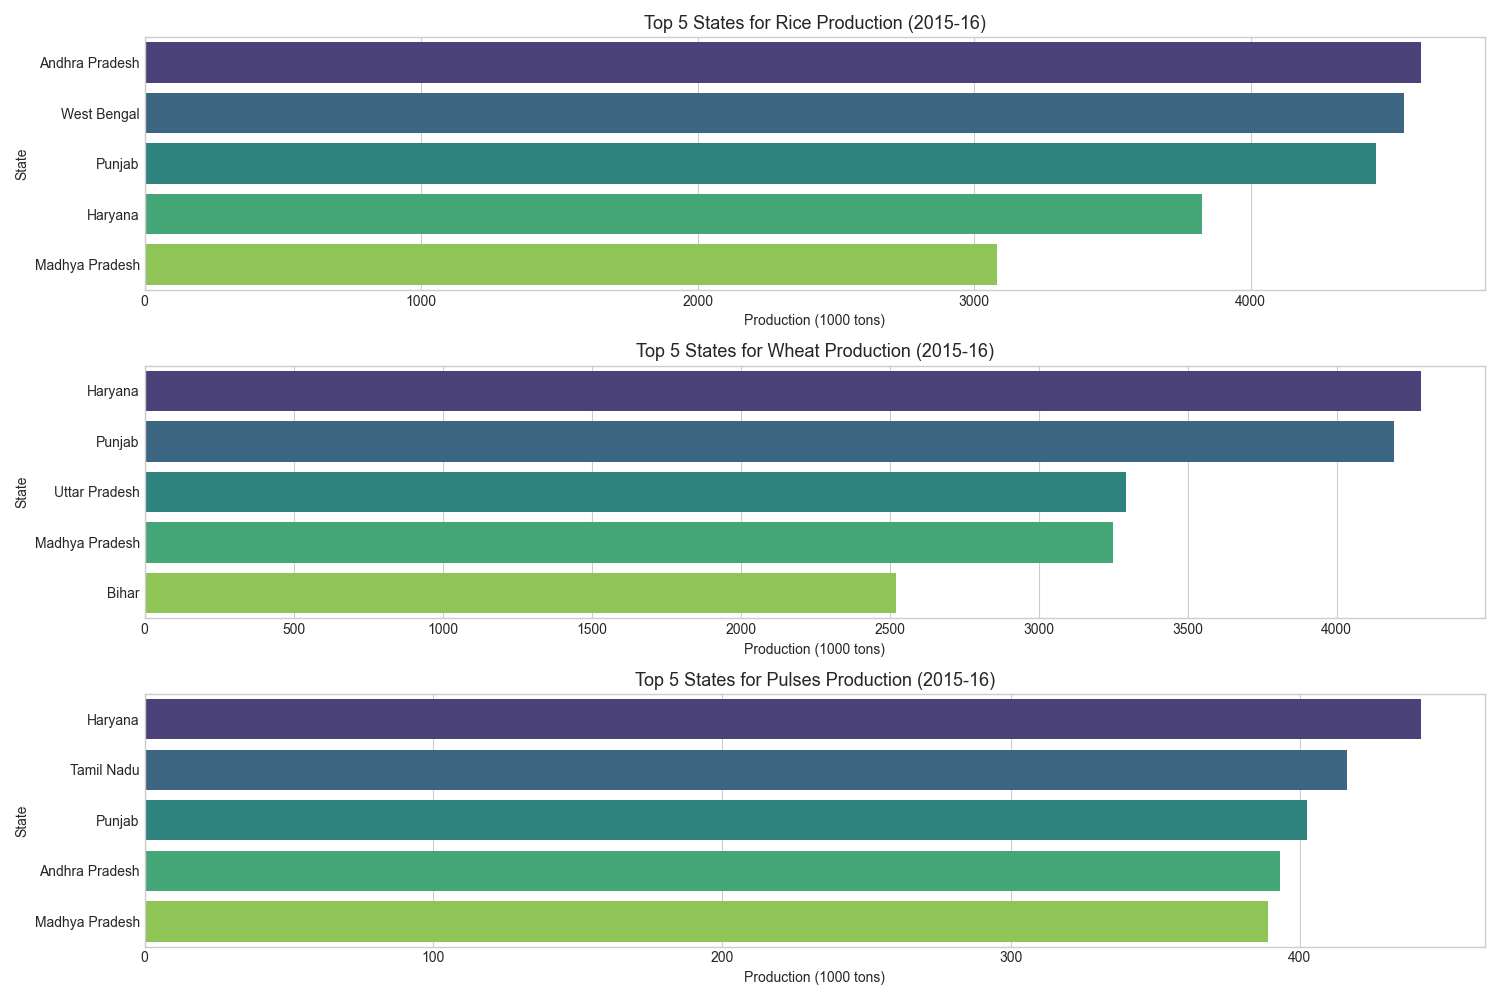 Top 5 States for Rice Production (2015-16)
State
Andhra Pradesh
West Bengal
Punjab
Haryana
Madhya Pradesh
0 1000 2000 3000 4000
Production (1000 tons)
Top 5 States for Wheat Production (2015-16)
State
Haryana
Punjab
Uttar Pradesh
Madhya Pradesh
Bihar
0 500 1000 1500 2000 2500 3000 3500 4000
Production (1000 tons)
Top 5 States for Pulses Production (2015-16)
State
Haryana
Tamil Nadu
Punjab
Andhra Pradesh
Madhya Pradesh
0 100 200 300 400
Production (1000 tons)